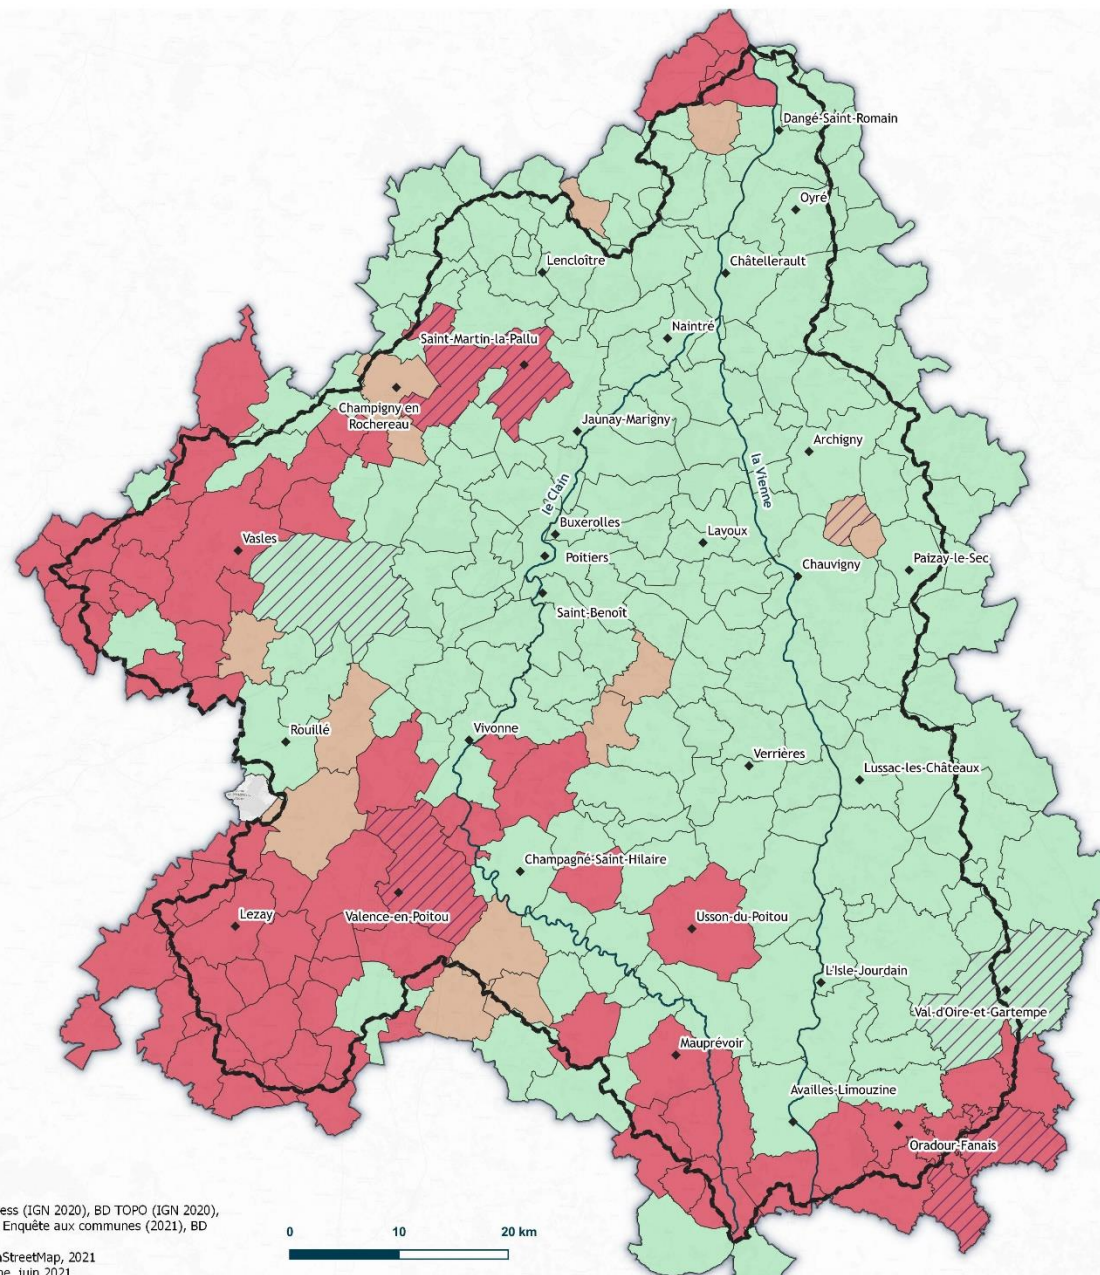 Dangé-Saint-Romain
Oyré
Lencloître
Châtellerault
Naintré
Saint-Martin-la-Pallu
Champigny en
Rochereau
Jaunay-Marigny
Archigny
la Vienne
le Clain
Buxerolles
Vasles
Lavoux
Poitiers
Chauvigny
Paizay-le-Sec
Saint-Benoît
Rouillé
Vivonne
Verrières
Lussac-les-Châteaux
Champagné-Saint-Hilaire
Lezay
Valence-en-Poitou
Usson-du-Poitou
L'Isle-Jourdain
Val-d'Oire-et-Gartempe
Mauprévoir
Availles-Limouzine
Oradour-Fanais
ess (IGN 2020), BD TOPO (IGN 2020),
Enquête aux communes (2021), BD
StreetMap, 2021
ne, juin 2021
0 10 20 km